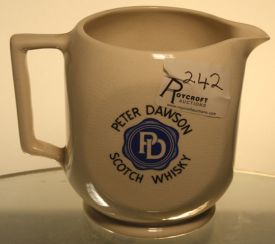 242
ROYCROFT
AUCTIONS
PETER DAWSON
PD
SCOTCH WHISKY